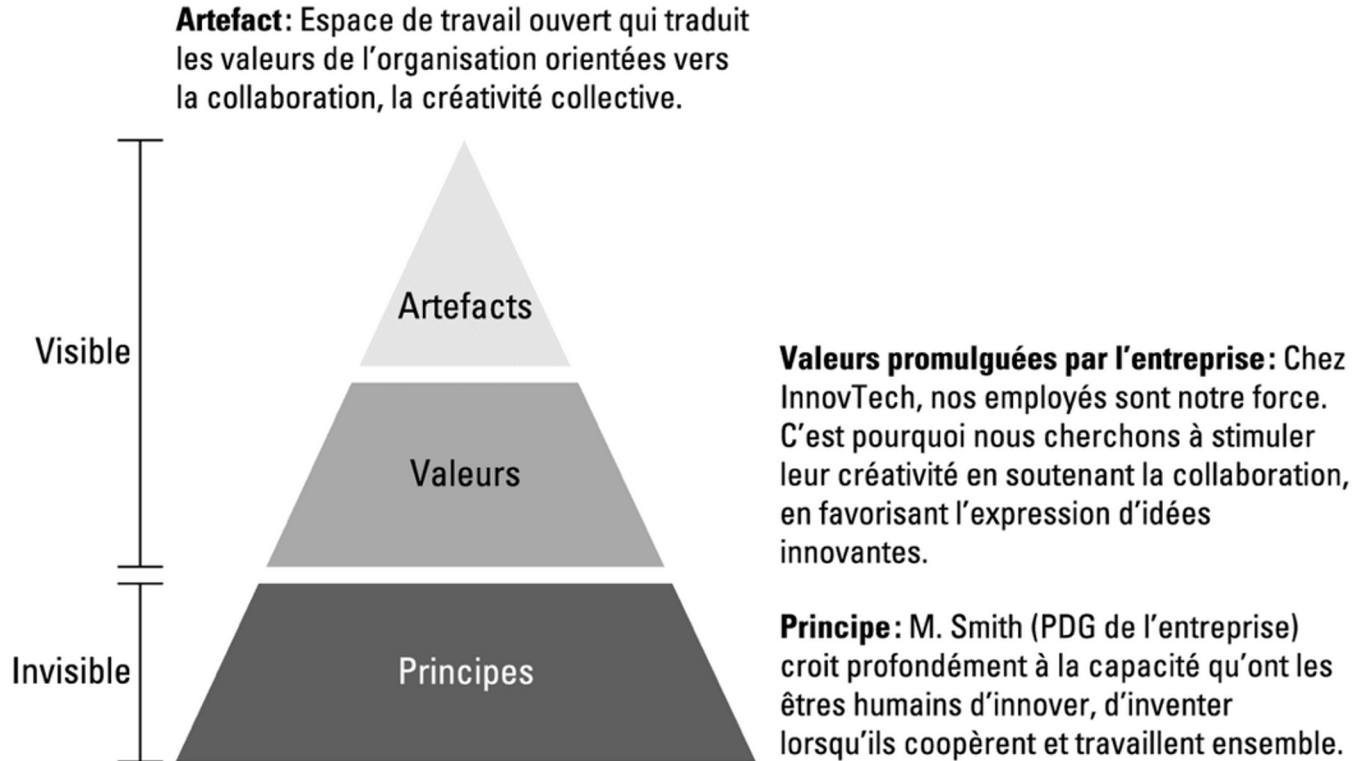 Artefact : Espace de travail ouvert qui traduit
les valeurs de l’organisation orientées vers
la collaboration, la créativité collective.
Artefacts
Visible
Valeurs promulguées par l’entreprise : Chez
InnovTech, nos employés sont notre force.
C’est pourquoi nous cherchons à stimuler
leur créativité en soutenant la collaboration,
en favorisant l’expression d’idées
innovantes.
Valeurs
Principe : M. Smith (PDG de l’entreprise)
croit profondément à la capacité qu’ont les
êtres humains d’innover, d’inventer
lorsqu’ils coopèrent et travaillent ensemble.
Invisible
Principes